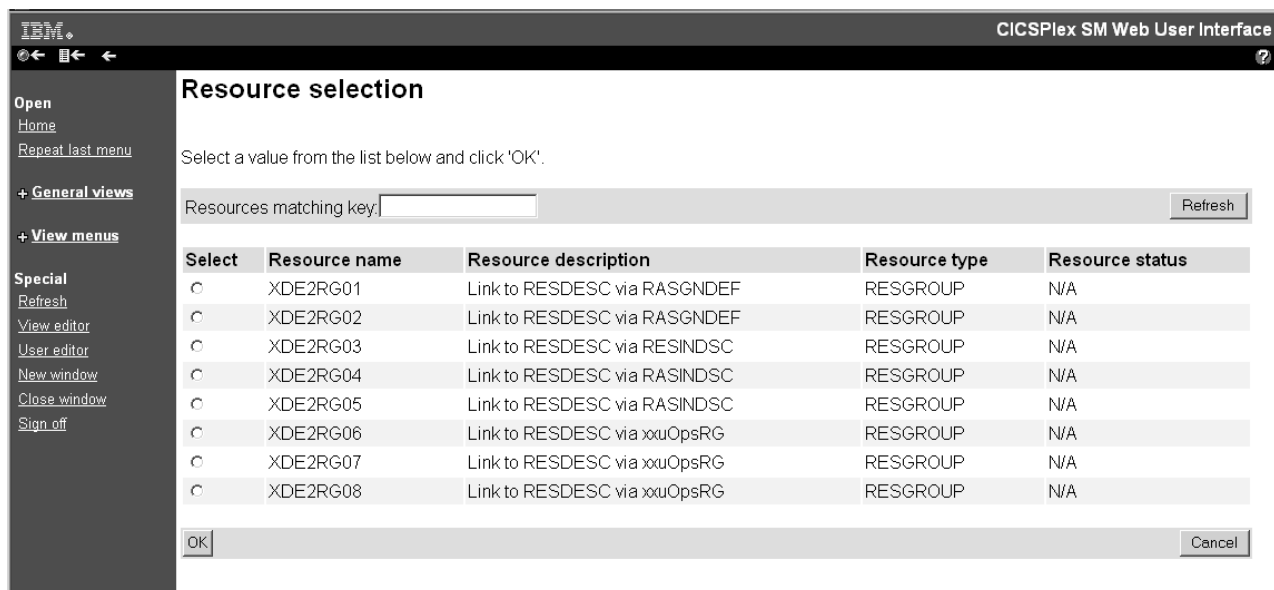 IBM.
CICSPlex SM Web User Interface
Open
Home
Repeat last menu
+ General views
+ View menus
Special
Refresh
View editor
User editor
New window
Close window
Sign off
Resource selection
Select a value from the list below and click 'OK'.
Resources matching key:
Refresh
Select Resource name Resource description Resource type Resource status
XDE2RG01 Link to RESDESC via RASGNDEF RESGROUP N/A
XDE2RG02 Link to RESDESC via RASGNDEF RESGROUP N/A
XDE2RG03 Link to RESDESC via RESINDSC RESGROUP N/A
XDE2RG04 Link to RESDESC via RASINDSC RESGROUP N/A
XDE2RG05 Link to RESDESC via RASINDSC RESGROUP N/A
XDE2RG06 Link to RESDESC via xxuOpsRG RESGROUP N/A
XDE2RG07 Link to RESDESC via xxuOpsRG RESGROUP N/A
XDE2RG08 Link to RESDESC via xxuOpsRG RESGROUP N/A
OK
Cancel